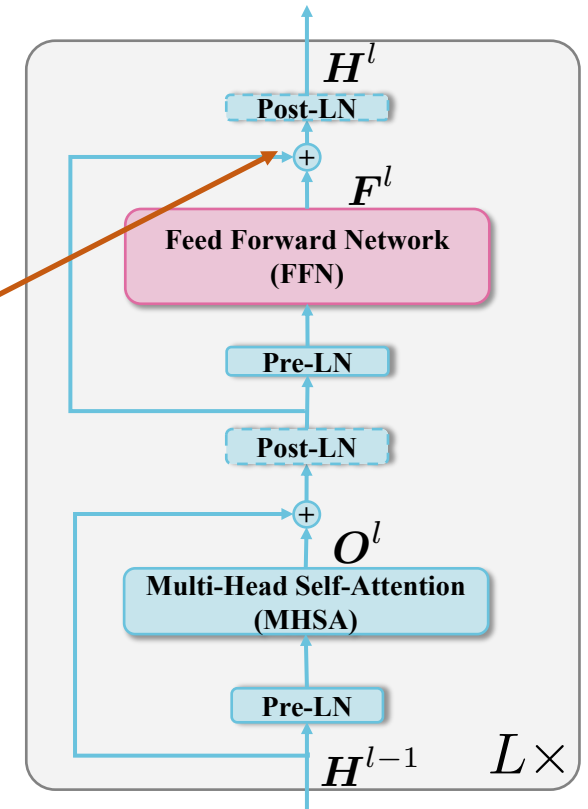 H^l
Post-LN
+
F^l
Feed Forward Network
(FFN)
Pre-LN
Post-LN
+
O^l
Multi-Head Self-Attention
(MHSA)
Pre-LN
H^{l-1}
L×